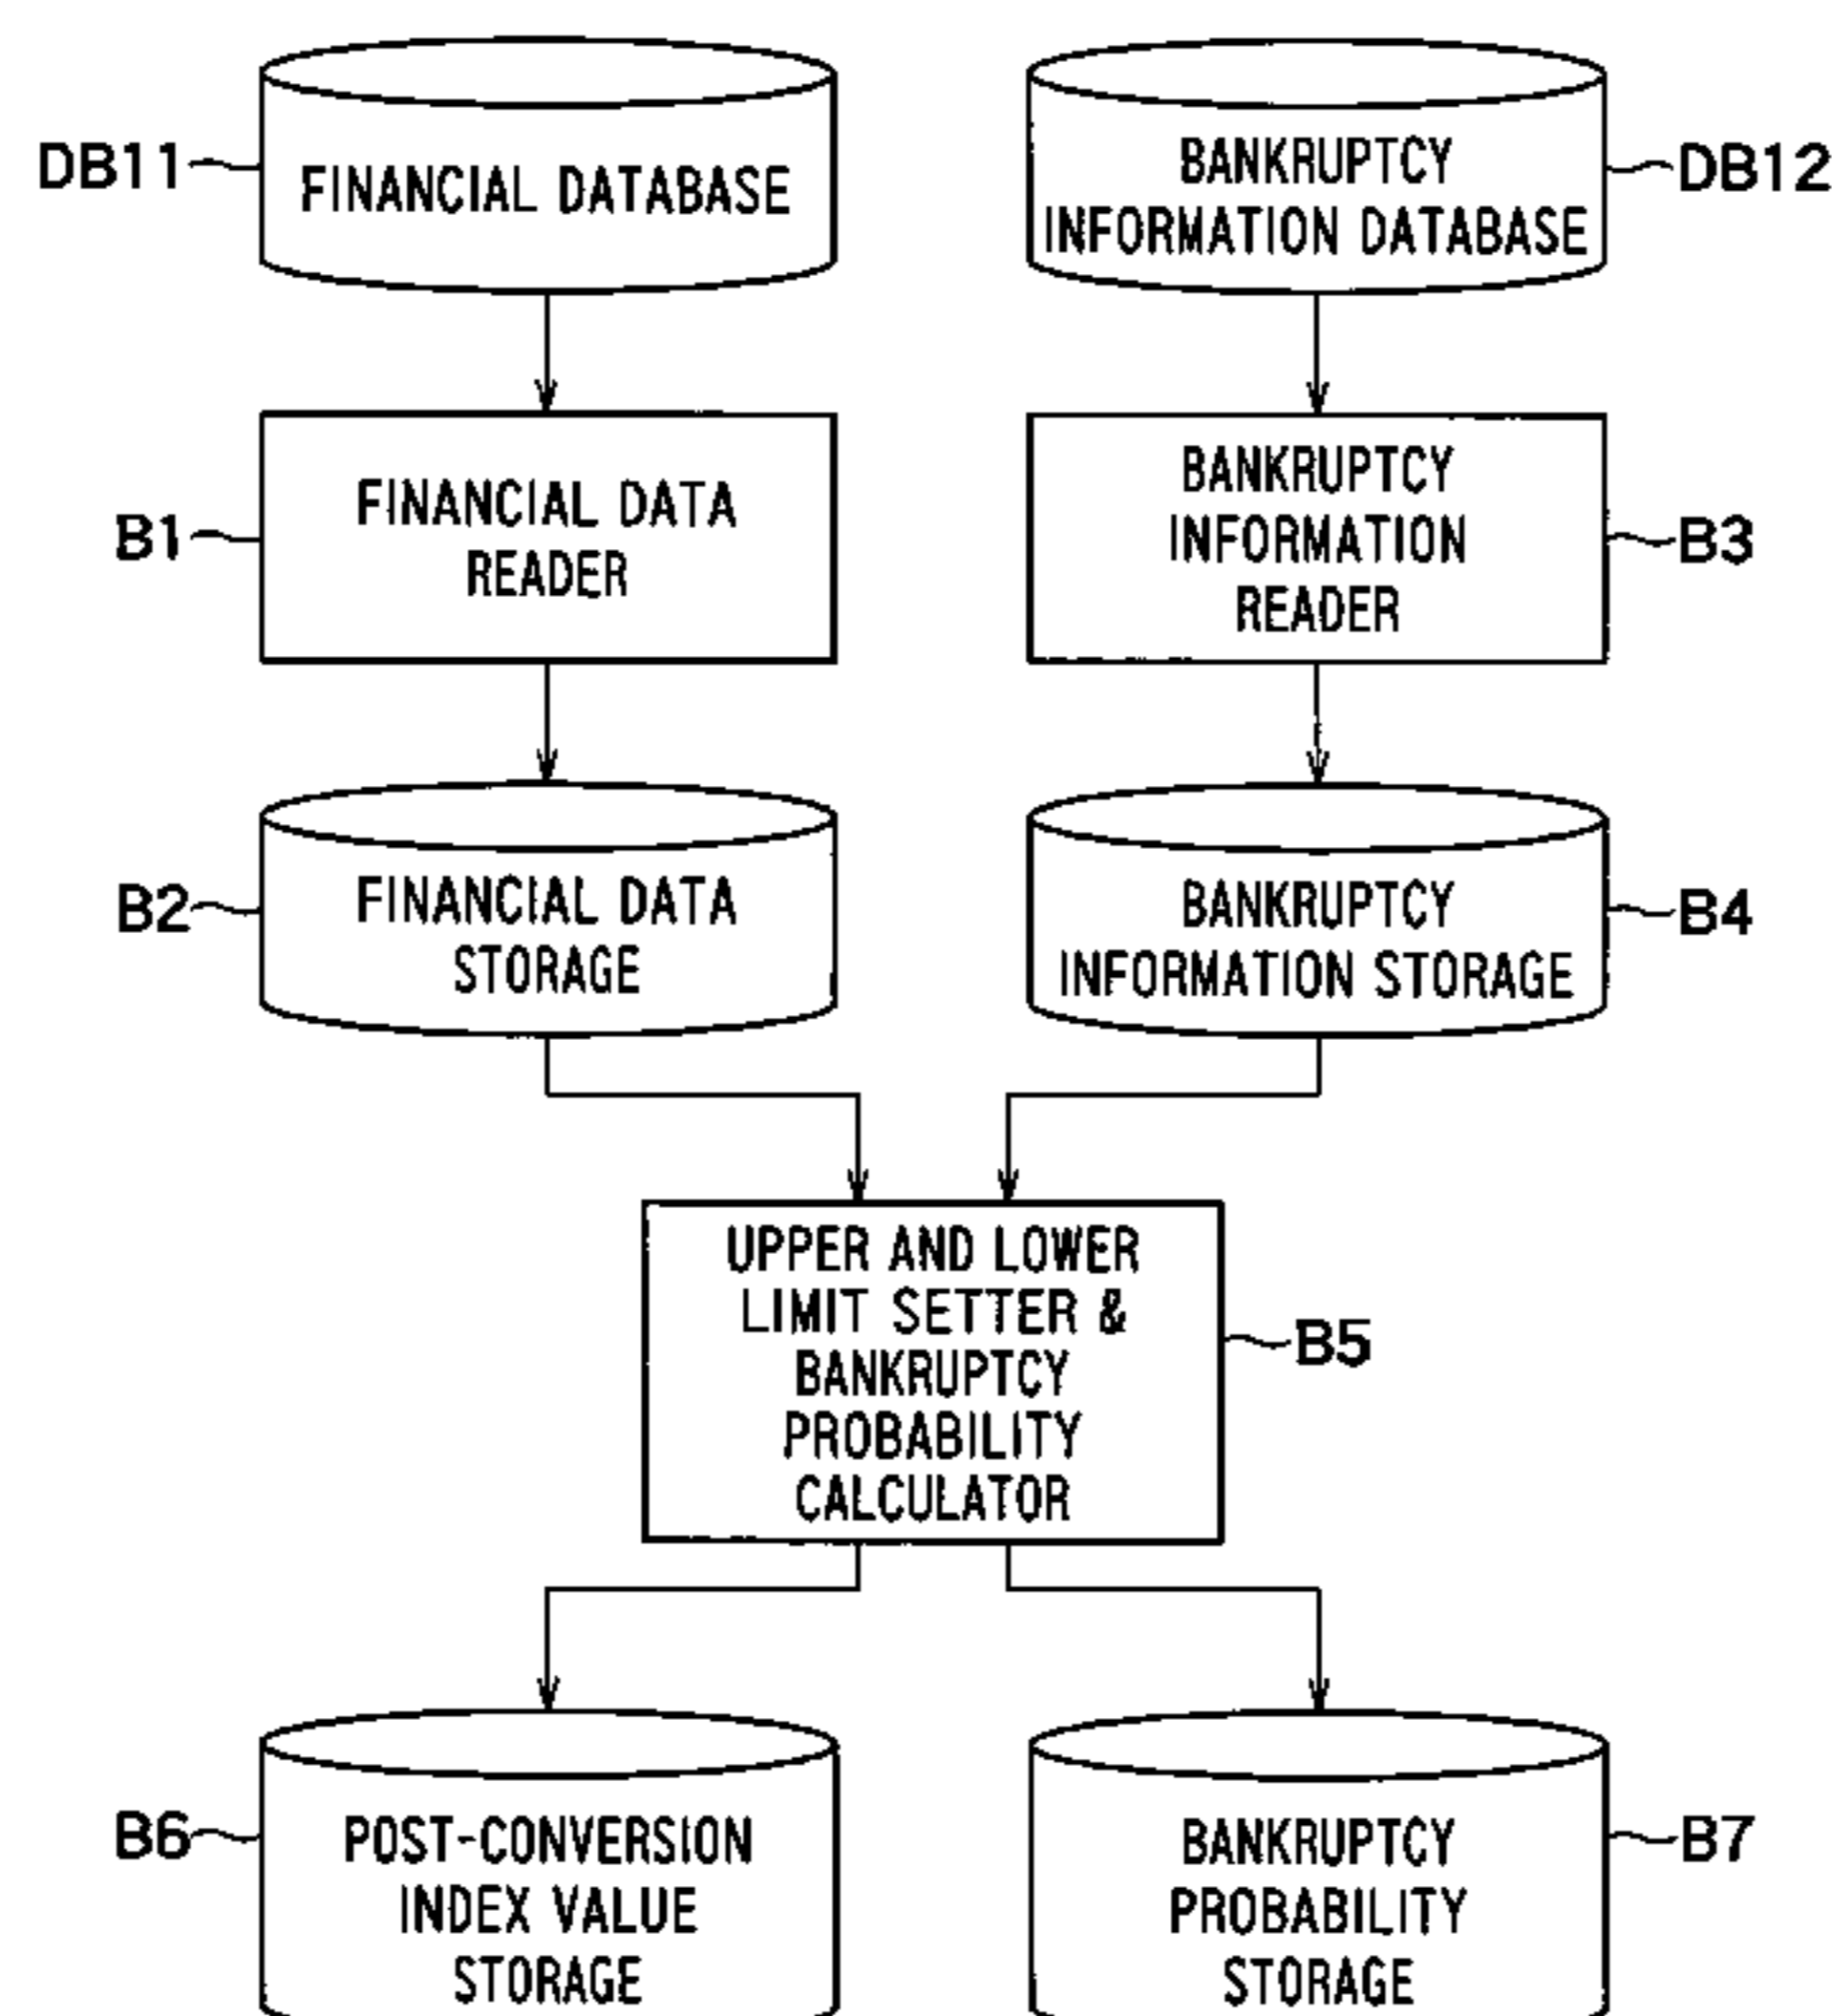 DB11
FINANCIAL DATABASE
BANKRUPTCY
INFORMATION DATABASE
DB12
B1
FINANCIAL DATA
READER
BANKRUPTCY
INFORMATION
READER
B3
B2
FINANCIAL DATA
STORAGE
BANKRUPTCY
INFORMATION STORAGE
B4
UPPER AND LOWER
LIMIT SETTER &
BANKRUPTCY
PROBABILITY
CALCULATOR
B5
B6
POST-CONVERSION
INDEX VALUE
STORAGE
BANKRUPTCY
PROBABILITY
STORAGE
B7